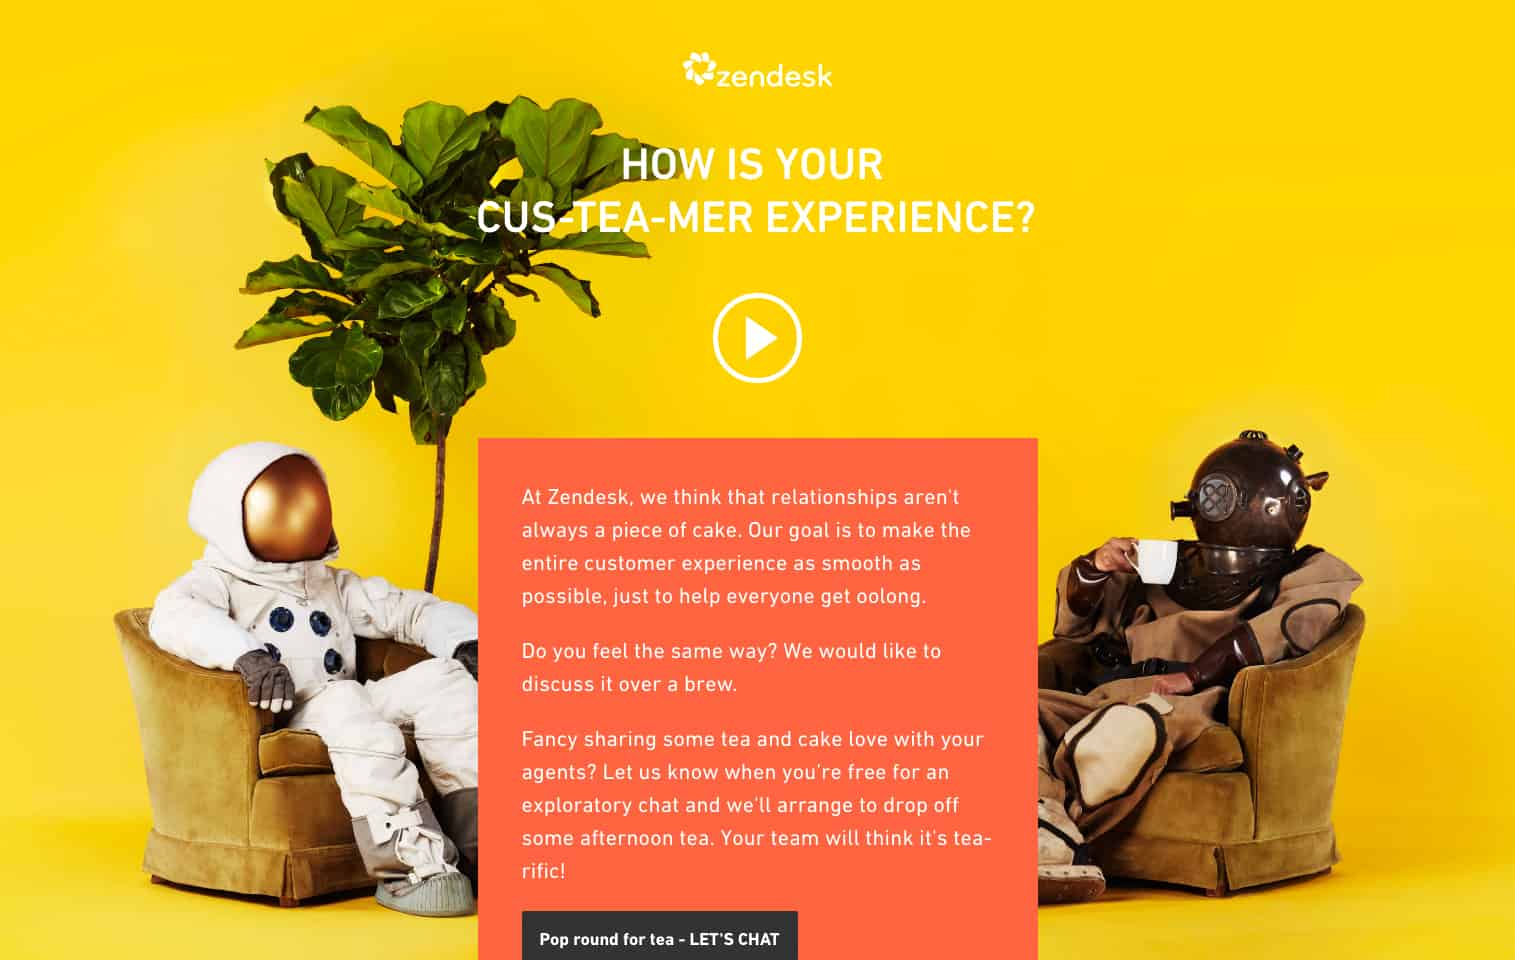 zendesk
HOW IS YOUR
CUS-TEA-MER EXPERIENCE?
At Zendesk, we think that relationships aren't
always a piece of cake. Our goal is to make the
entire customer experience as smooth as
possible, just to help everyone get oolong.
Do you feel the same way? We would like to
discuss it over a brew.
Fancy sharing some tea and cake love with your
agents? Let us know when you're free for an
exploratory chat and we'll arrange to drop off
some afternoon tea. Your team will think it's tea-
rific!
Pop round for tea - LET'S CHAT